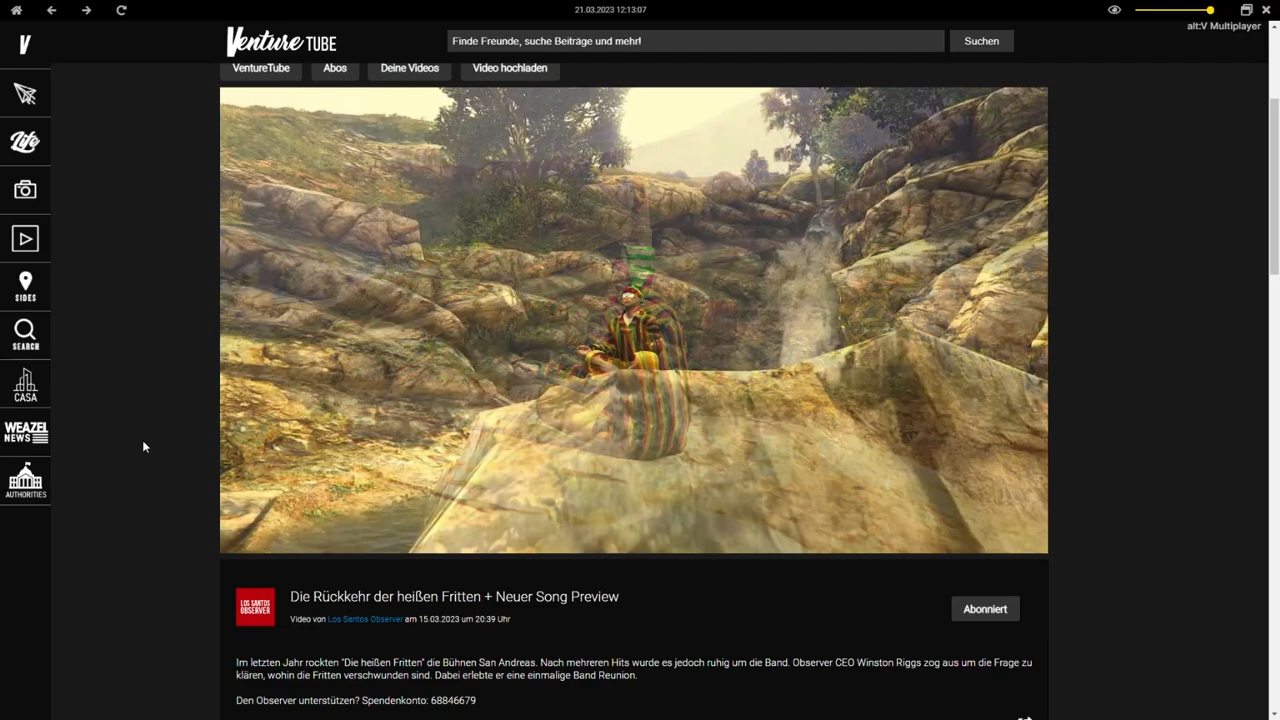 21.03.2023 12:13:07
alt:V Multiplayer
V
Venture TUBE
Finde Freunde, suche Beiträge und mehr!
Suchen
VentureTube
Abos
Deine Videos
Video hochladen
Life
SIDES
SEARCH
CASA
WEAZEL
NEWS
AUTHORITIES
LOS SANTOS
OBSERVER
Die Rückkehr der heißen Fritten + Neuer Song Preview
Video von Los Santos Observer am 15.03.2023 um 20:39 Uhr
Abonniert
Im letzten Jahr rockten "Die heißen Fritten" die Bühnen San Andreas. Nach mehreren Hits wurde es jedoch ruhig um die Band. Observer CEO Winston Riggs zog aus um die Frage zu
klären, wohin die Fritten verschwunden sind. Dabei erlebte er eine einmalige Band Reunion.
Den Observer unterstützen? Spendenkonto: 68846679